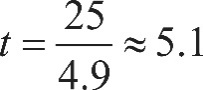 t = 25/4.9 ≈ 5.1